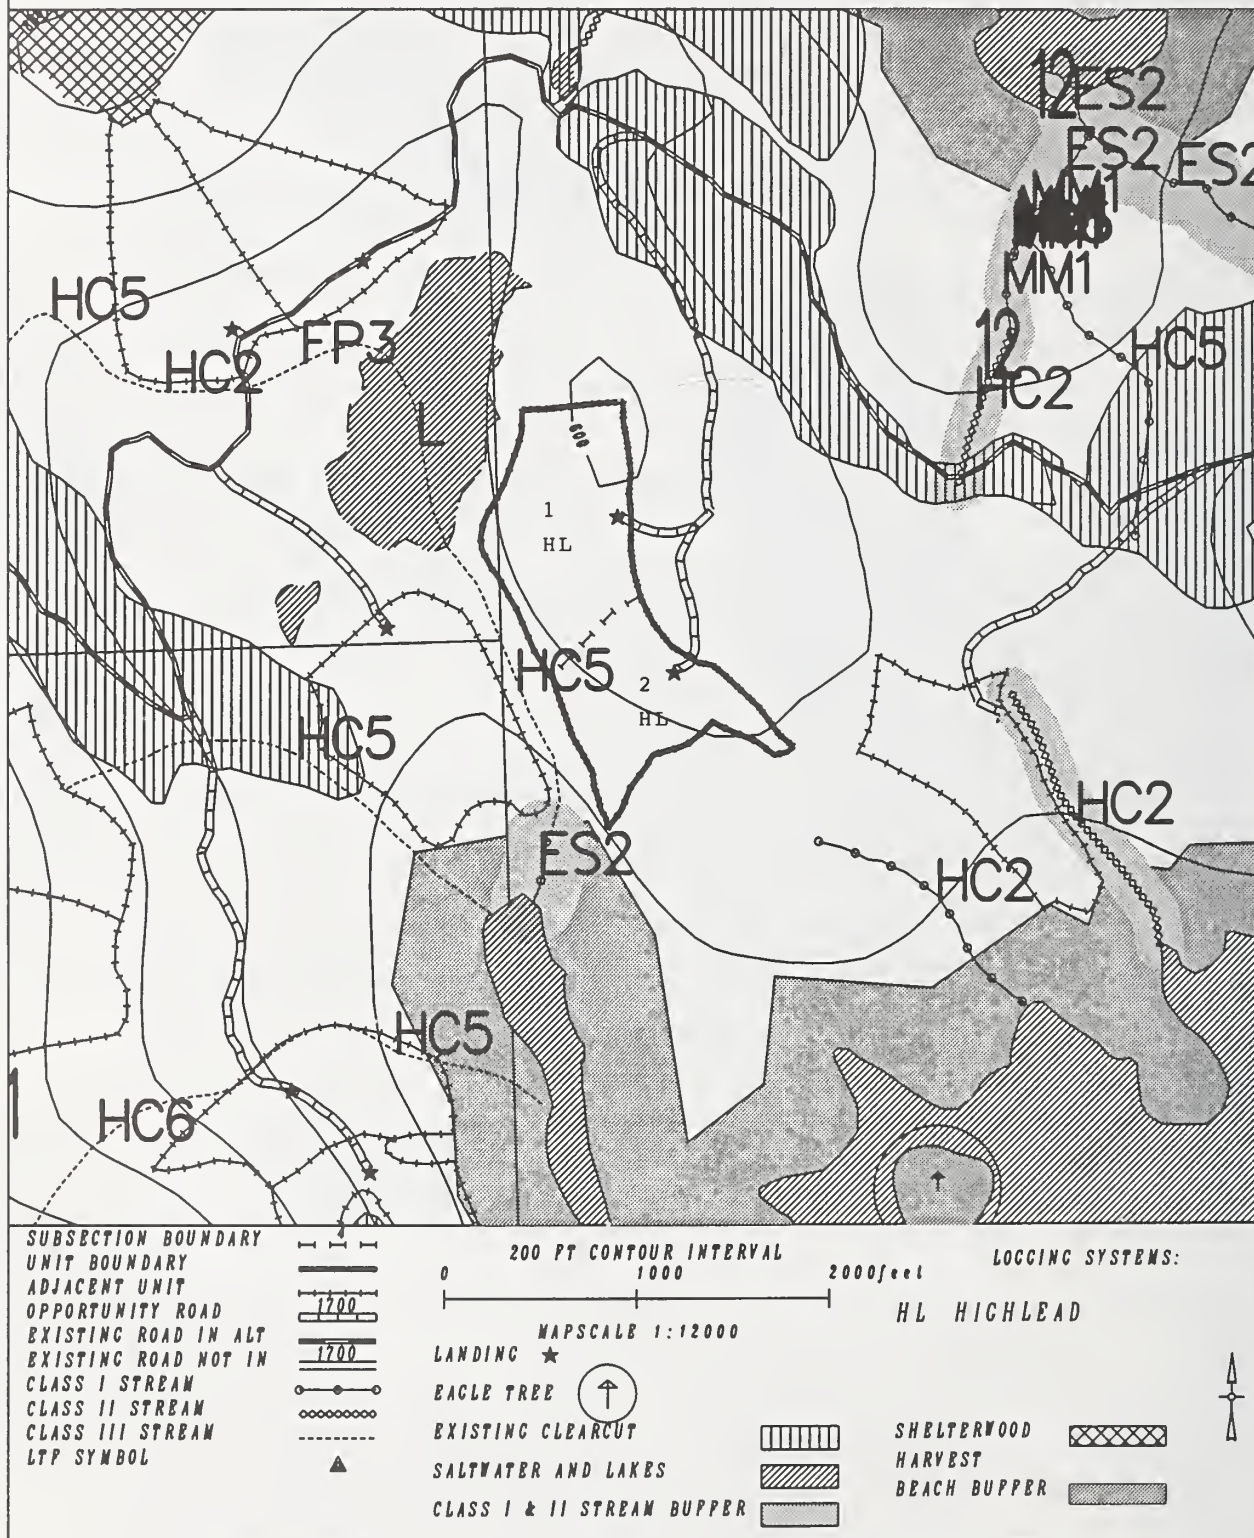 12
ES2
ES2
ES2
MM1
MM1
HC5
FP3
HC2
12
HC5
HC2
L
600
1
HL
HC5
2
HL
HC5
HC2
ES2
HC2
HC5
1
HC6
SUBSECTION BOUNDARY
UNIT BOUNDARY
ADJACENT UNIT
OPPORTUNITY ROAD 1700
EXISTING ROAD IN ALT
EXISTING ROAD NOT IN 1700
CLASS I STREAM
CLASS II STREAM
CLASS III STREAM
LTF SYMBOL
200 FT CONTOUR INTERVAL
0 1000 2000feet
MAPSCALE 1:12000
LANDING
EAGLE TREE
EXISTING CLEARCUT
SALTWATER AND LAKES
CLASS I & II STREAM BUFFER
LOGGING SYSTEMS:
HL HIGHLEAD
SHELTERWOOD
HARVEST
BEACH BUFFER